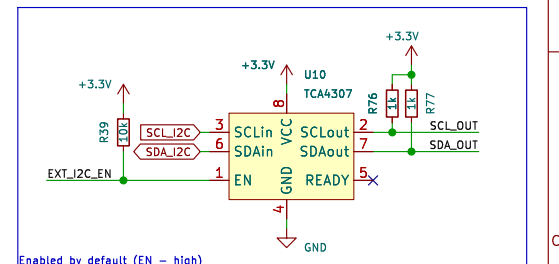 +3.3V
+3.3V
U10
TCA4307
+3.3V
R39
10k
SCL_I2C
SDA_I2C
3
6
1
8
4
2
7
5
SCLin
SDAin
EN
VCC
GND
SCLout
SDAout
READY
R76
1k
R77
1k
SCL_OUT
SDA_OUT
EXT_I2C_EN
GND
Enabled by default (EN - high)